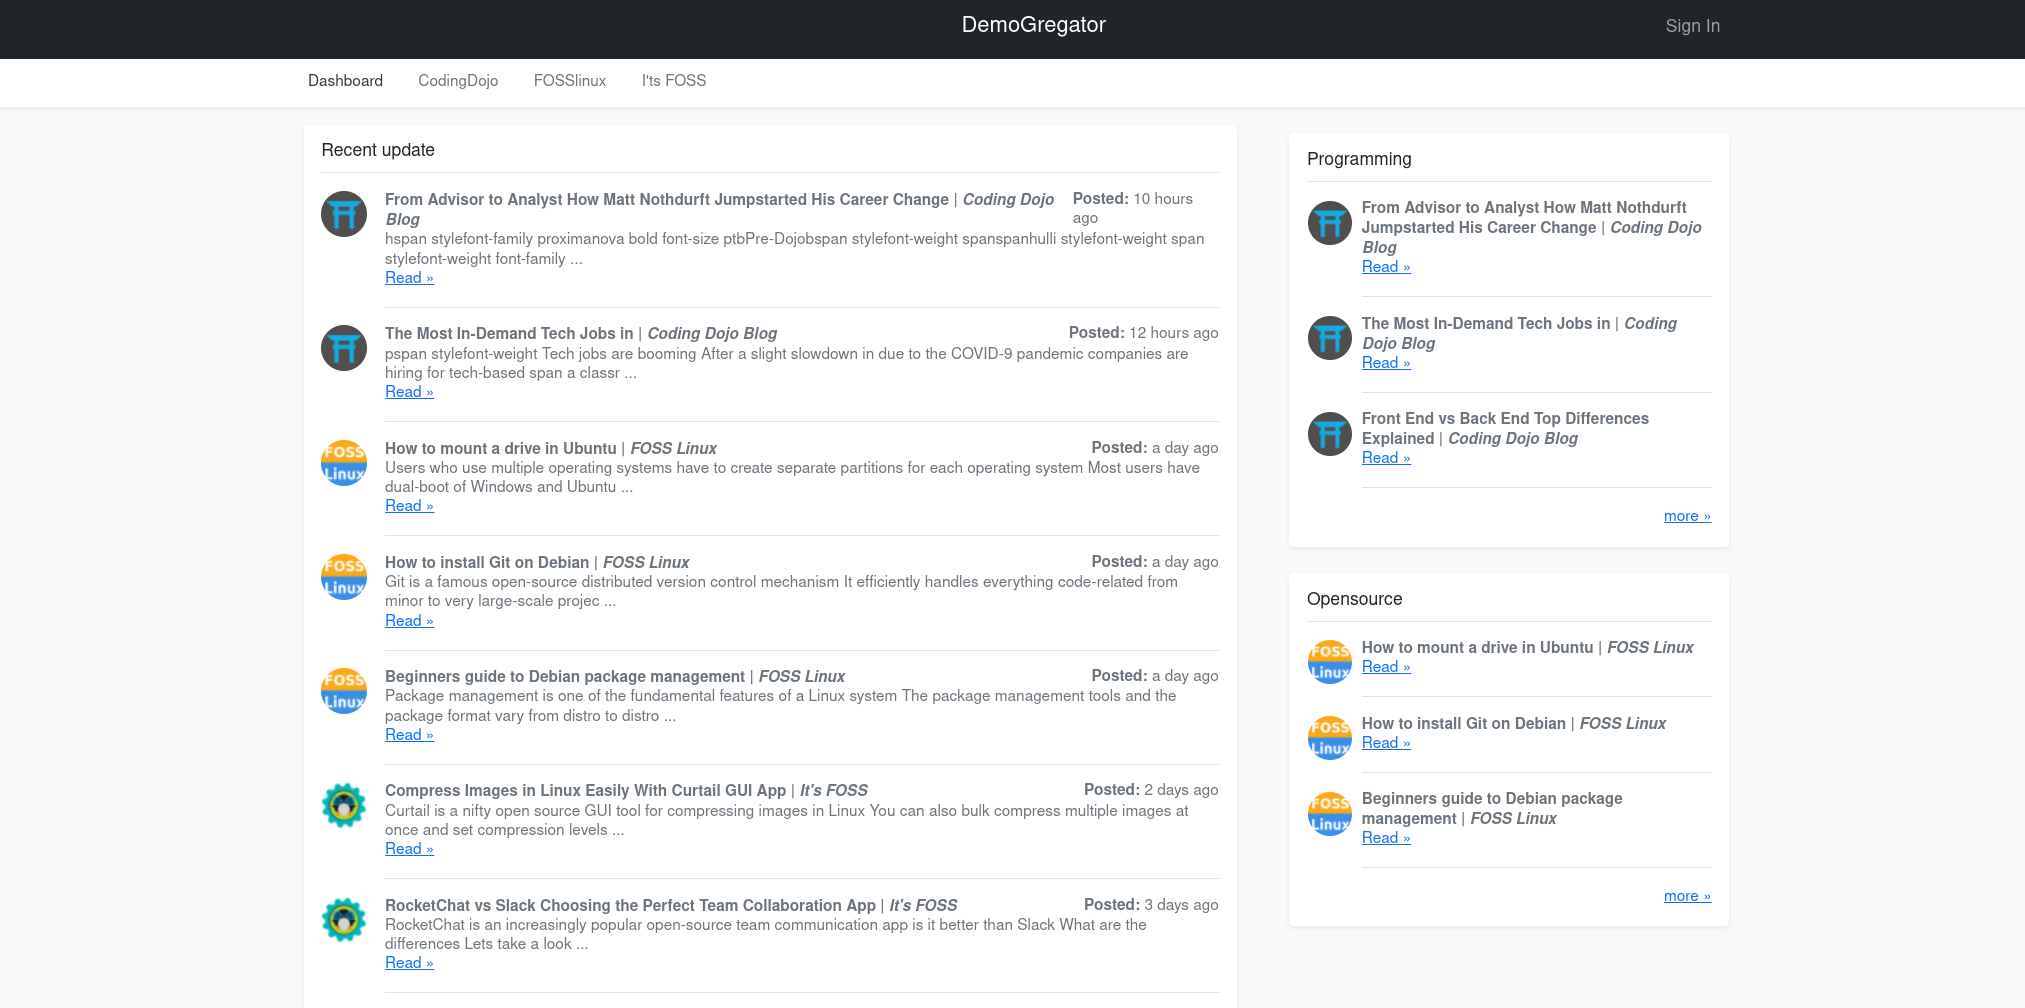 DemoGregator
Sign In
Dashboard
CodingDojo
FOSSlinux
I'ts FOSS
Recent update
From Advisor to Analyst How Matt Nothdurft Jumpstarted His Career Change | Coding Dojo
Blog
Posted: 10 hours
ago
hspan stylefont-family proximanova bold font-size ptbPre-Dojobspan stylefont-weight spanspanhulli stylefont-weight span
stylefont-weight font-family ...
Read »
The Most In-Demand Tech Jobs in | Coding Dojo Blog
Posted: 12 hours ago
pspan stylefont-weight Tech jobs are booming After a slight slowdown in due to the COVID-9 pandemic companies are
hiring for tech-based span a classr ...
Read »
FOSS
Linux
How to mount a drive in Ubuntu | FOSS Linux
Posted: a day ago
Users who use multiple operating systems have to create separate partitions for each operating system Most users have
dual-boot of Windows and Ubuntu ...
Read »
FOSS
Linux
How to install Git on Debian | FOSS Linux
Posted: a day ago
Git is a famous open-source distributed version control mechanism It efficiently handles everything code-related from
minor to very large-scale projec ...
Read »
FOSS
Linux
Beginners guide to Debian package management | FOSS Linux
Posted: a day ago
Package management is one of the fundamental features of a Linux system The package management tools and the
package format vary from distro to distro ...
Read »
Compress Images in Linux Easily With Curtail GUI App | It's FOSS
Posted: 2 days ago
Curtail is a nifty open source GUI tool for compressing images in Linux You can also bulk compress multiple images at
once and set compression levels ...
Read »
RocketChat vs Slack Choosing the Perfect Team Collaboration App | It's FOSS
Posted: 3 days ago
RocketChat is an increasingly popular open-source team communication app is it better than Slack What are the
differences Lets take a look ...
Read »
Programming
From Advisor to Analyst How Matt Nothdurft
Jumpstarted His Career Change | Coding Dojo
Blog
Read »
The Most In-Demand Tech Jobs in | Coding
Dojo Blog
Read »
Front End vs Back End Top Differences
Explained | Coding Dojo Blog
Read »
more »
Opensource
FOSS
Linux
How to mount a drive in Ubuntu | FOSS Linux
Read »
FOSS
Linux
How to install Git on Debian | FOSS Linux
Read »
FOSS
Linux
Beginners guide to Debian package
management | FOSS Linux
Read »
more »